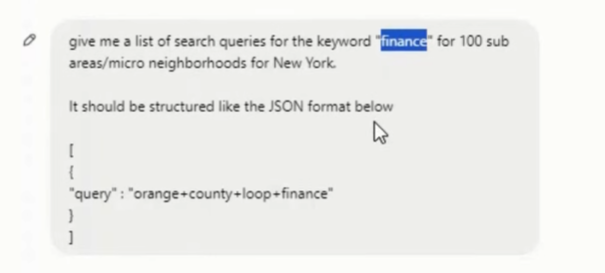 give me a list of search queries for the keyword "finance" for 100 sub
areas/micro neighborhoods for New York.
It should be structured like the JSON format below
[
{
"query" : "orange+county+loop+finance"
}
]